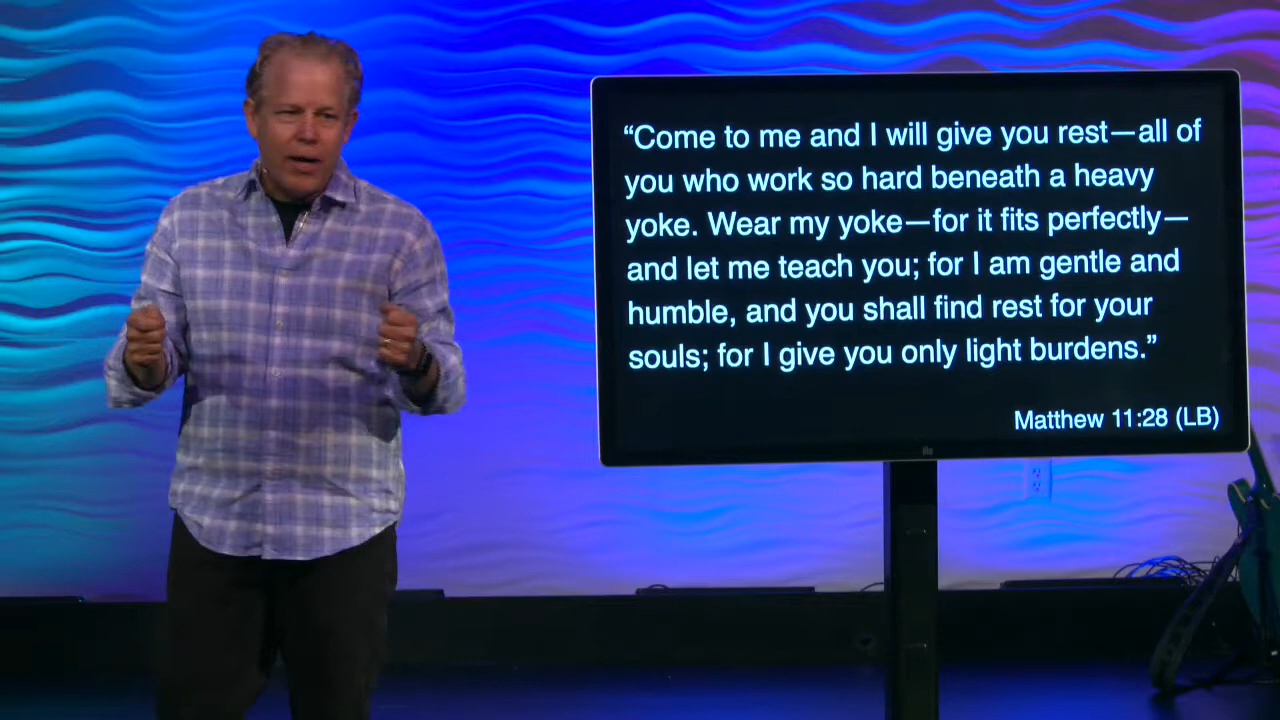 “Come to me and I will give you rest—all of
you who work so hard beneath a heavy
yoke. Wear my yoke—for it fits perfectly—
and let me teach you; for I am gentle and
humble, and you shall find rest for your
souls; for I give you only light burdens.”
Matthew 11:28 (LB)